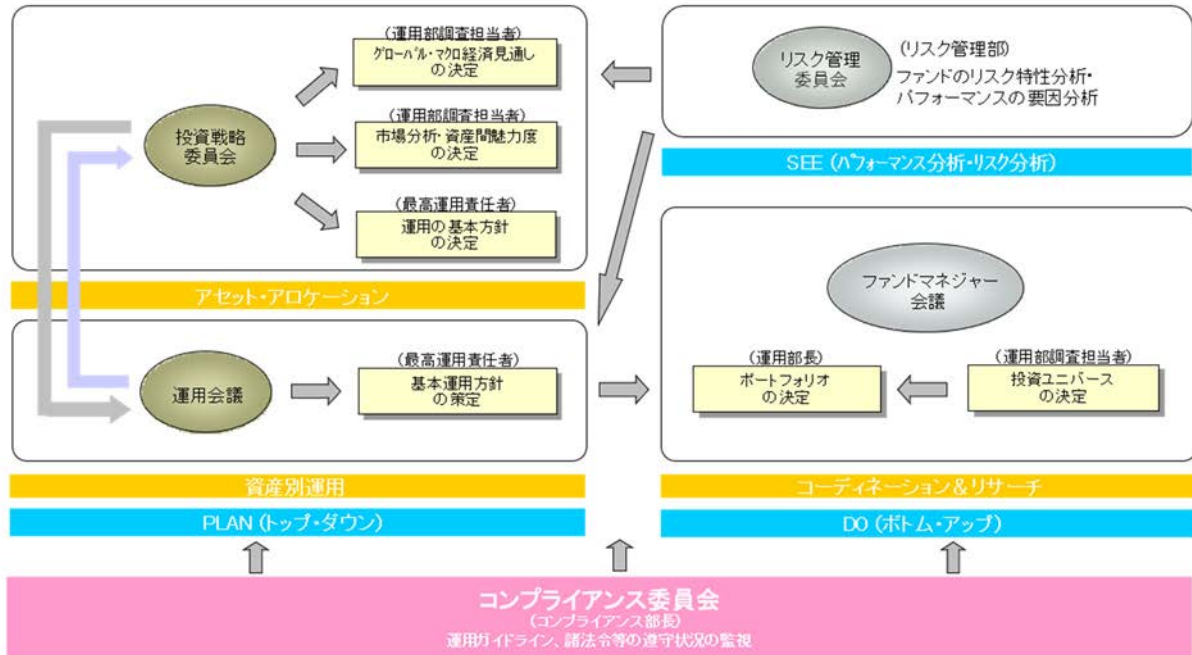 (運用部調査担当者)
グローバル・マクロ経済見通し
の決定
投資戦略
委員会
(運用部調査担当者)
市場分析・資産間魅力度
の決定
(最高運用責任者)
運用の基本方針
の決定
アセット・アロケーション
運用会議
(最高運用責任者)
基本運用方針
の策定
資産別運用
PLAN (トップ・ダウン)
リスク管理
委員会
(リスク管理部)
ファンドのリスク特性分析・
パフォーマンスの要因分析
SEE (パフォーマンス分析・リスク分析)
ファンドマネジャー
会議
(運用部長)
ポートフォリオ
の決定
(運用部調査担当者)
投資ユニバース
の決定
コーディネーション&リサーチ
DO (ボトム・アップ)
コンプライアンス委員会
(コンプライアンス部長)
運用ガイドライン、諸法令等の遵守状況の監視